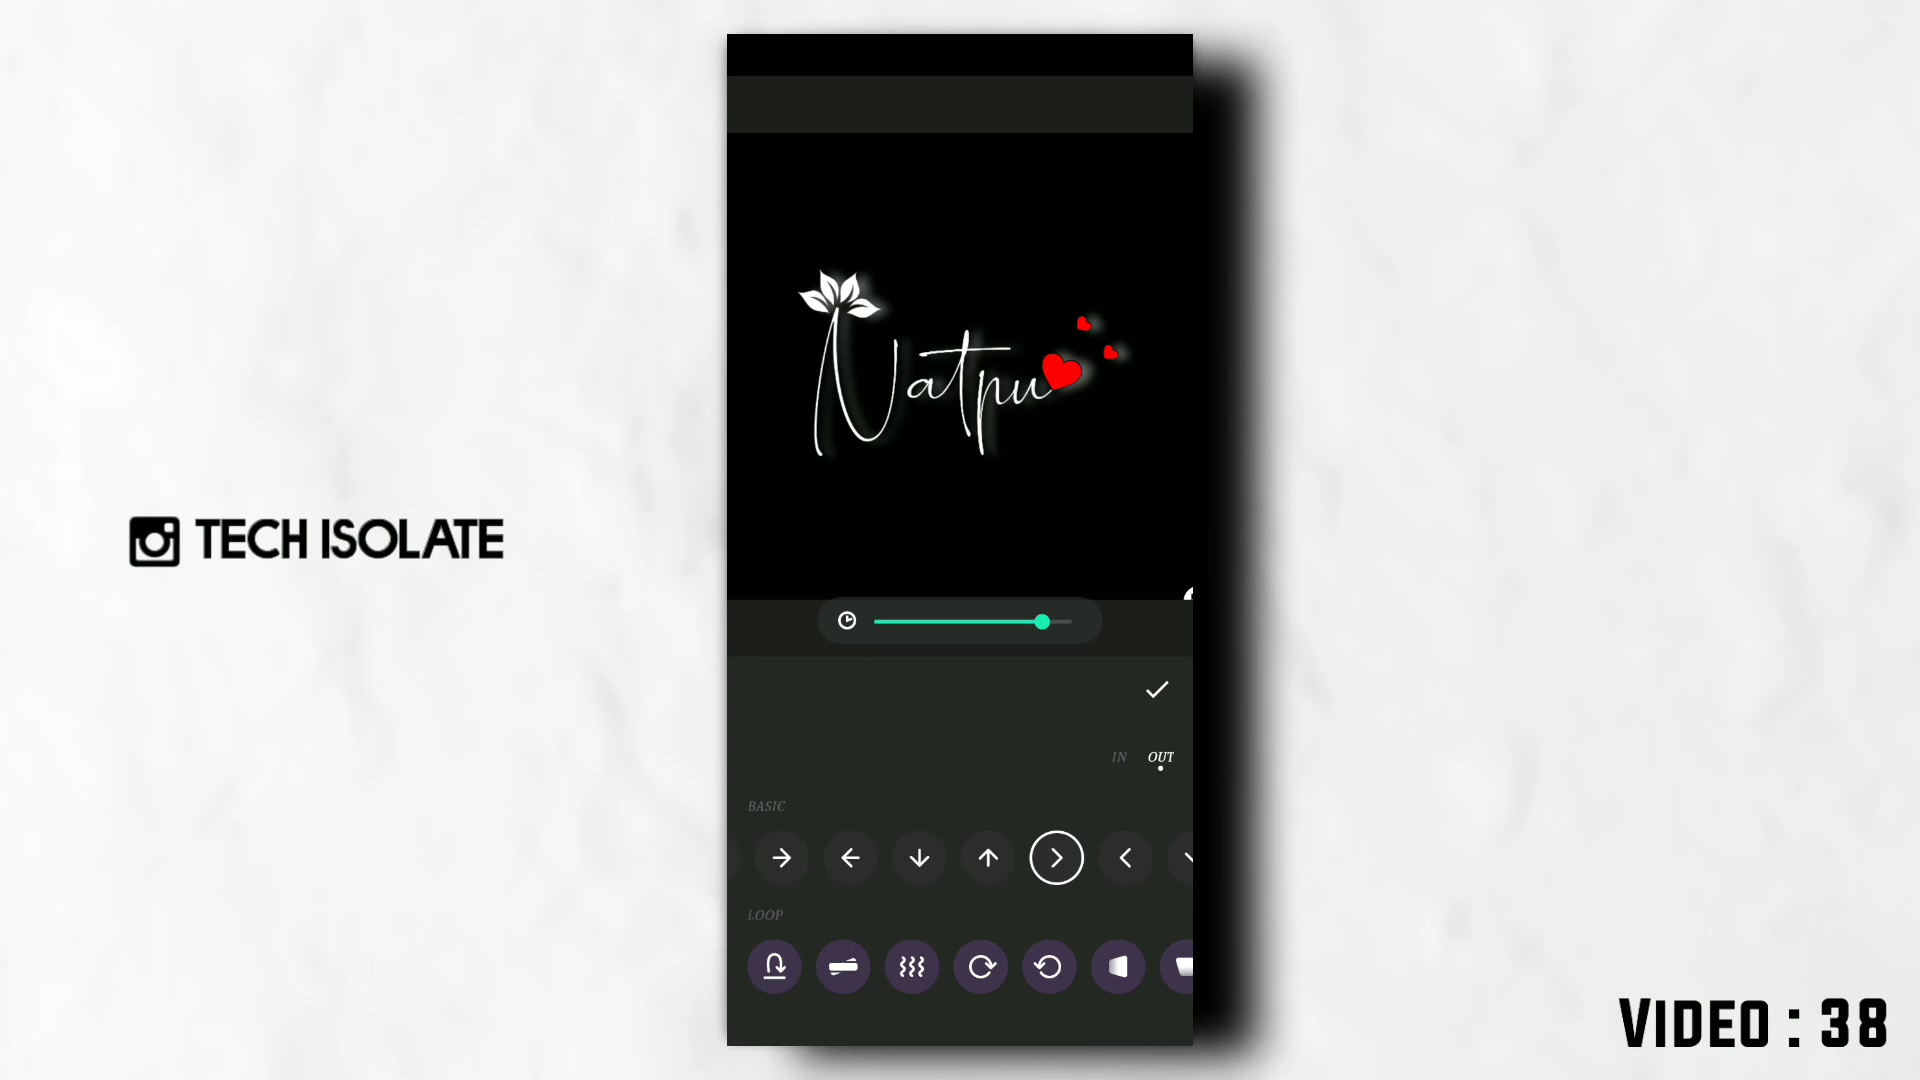 Natpu
TECH ISOLATE
IN OUT
BASIC
LOOP
VIDEO : 38